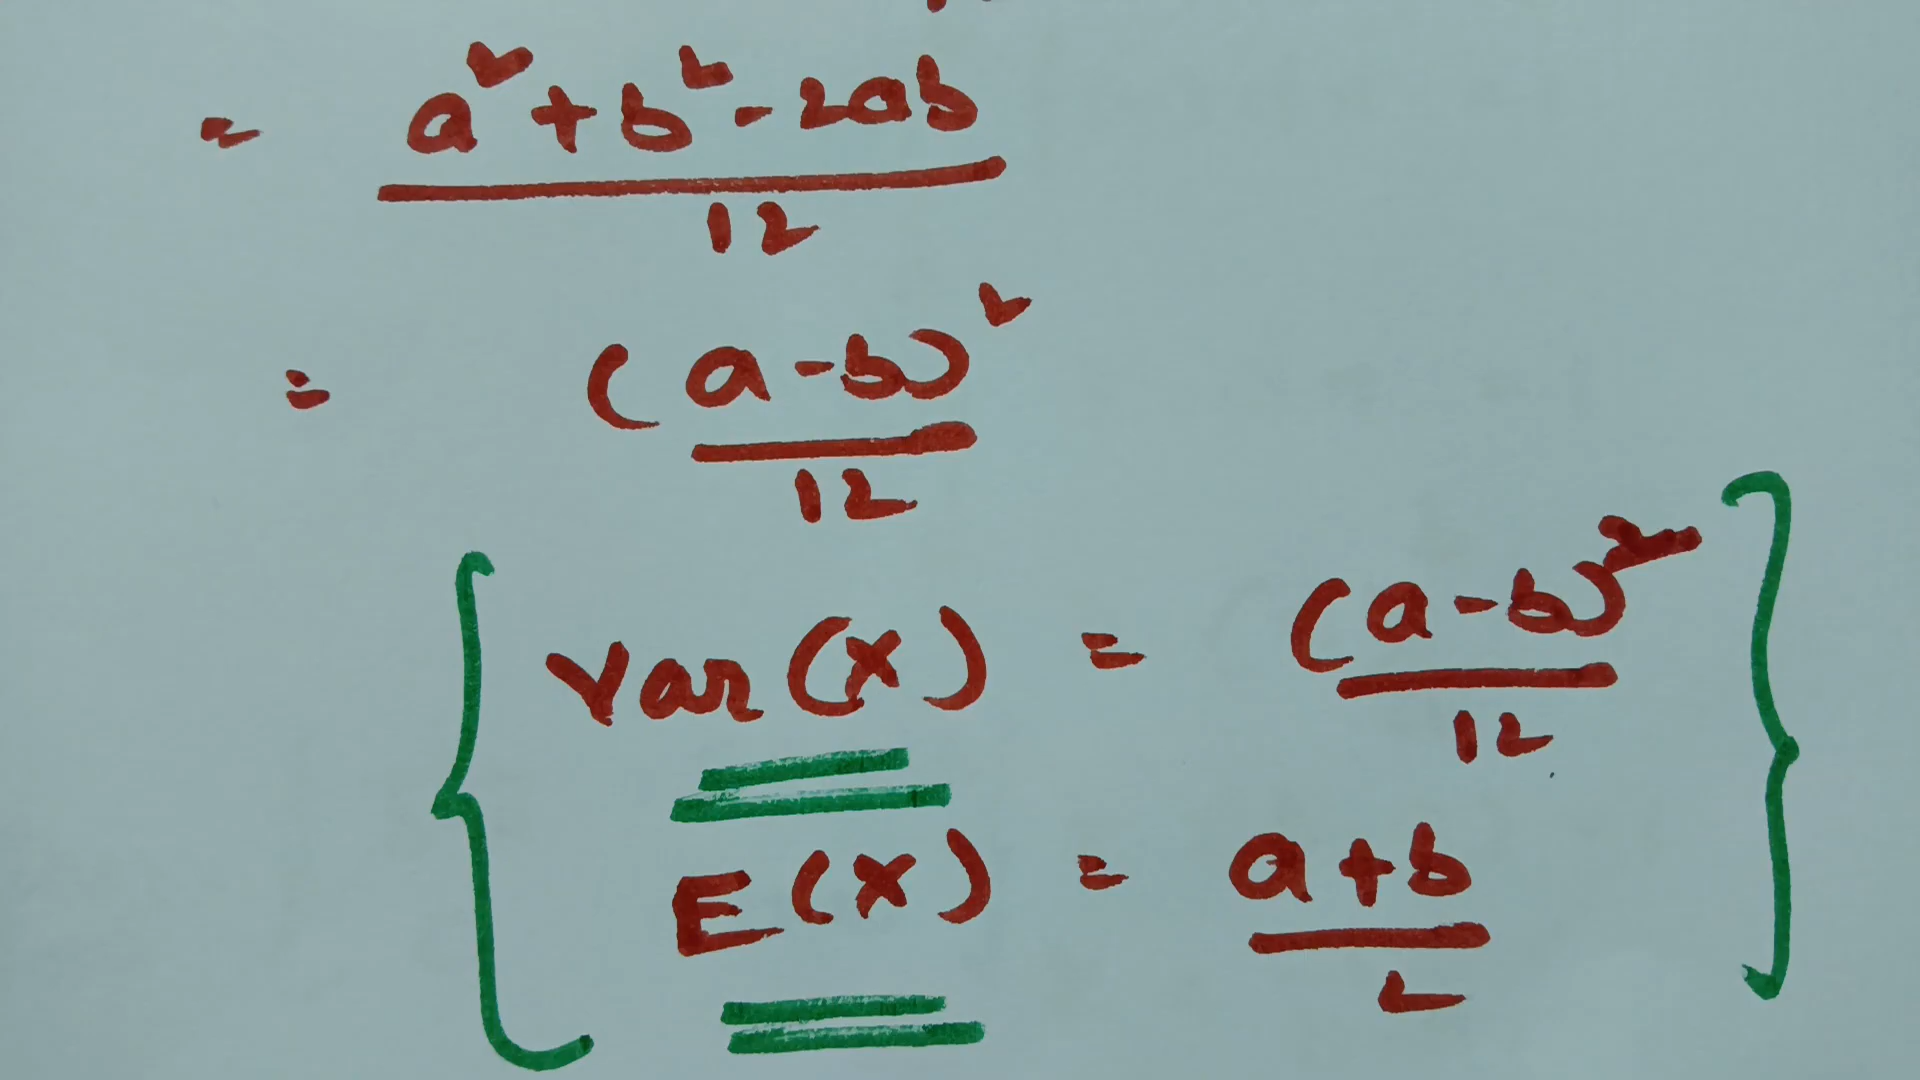 = a² + b² - 2ab / 12
= (a - b)² / 12
Var(x) = (a - b)² / 12
E(x) = a + b / 2